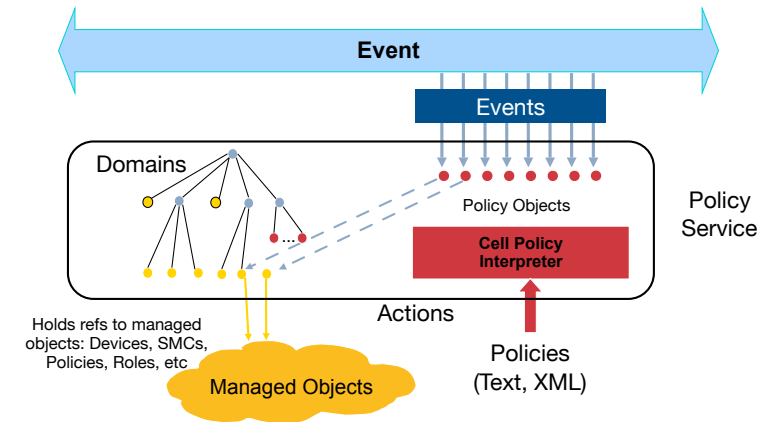 Event
Events
Domains
Policy Objects
Policy
Service
Cell Policy
Interpreter
...
Actions
Holds refs to managed
objects: Devices, SMCs,
Policies, Roles, etc
Policies
(Text, XML)
Managed Objects